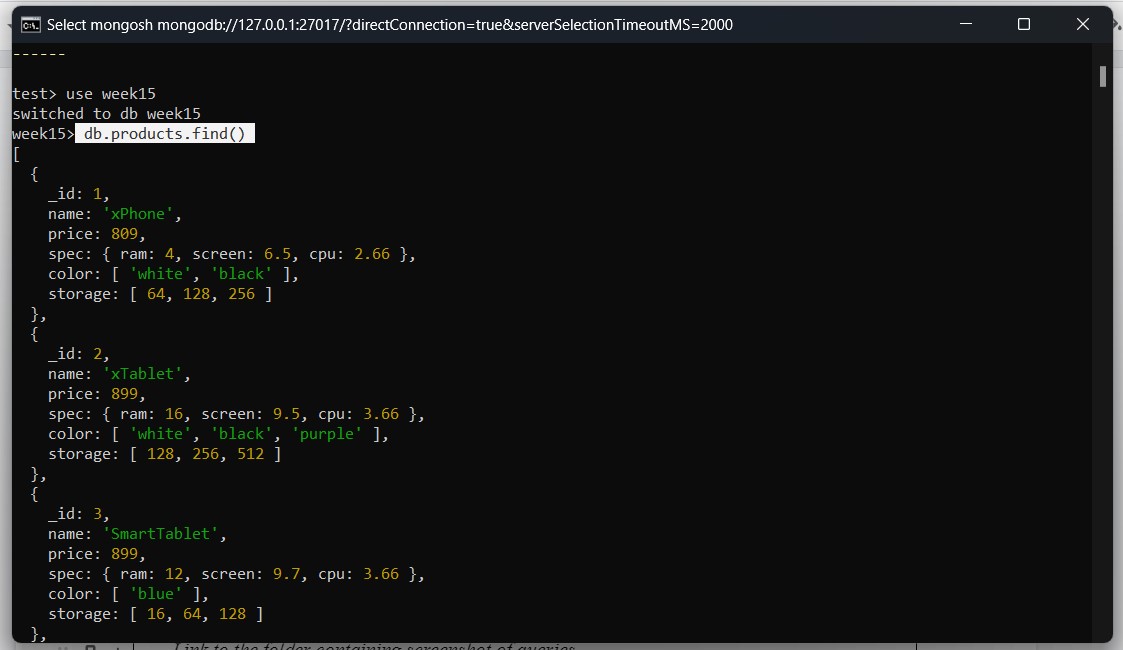 Select mongosh mongodb://127.0.0.1:27017/?directConnection=true&serverSelectionTimeoutMS=2000
------
test> use week15
switched to db week15
week15> db.products.find()
[
  {
    _id: 1,
    name: 'xPhone',
    price: 809,
    spec: { ram: 4, screen: 6.5, cpu: 2.66 },
    color: [ 'white', 'black' ],
    storage: [ 64, 128, 256 ]
  },
  {
    _id: 2,
    name: 'xTablet',
    price: 899,
    spec: { ram: 16, screen: 9.5, cpu: 3.66 },
    color: [ 'white', 'black', 'purple' ],
    storage: [ 128, 256, 512 ]
  },
  {
    _id: 3,
    name: 'SmartTablet',
    price: 899,
    spec: { ram: 12, screen: 9.7, cpu: 3.66 },
    color: [ 'blue' ],
    storage: [ 16, 64, 128 ]
  },
Link to the folder containing screenshot of queries